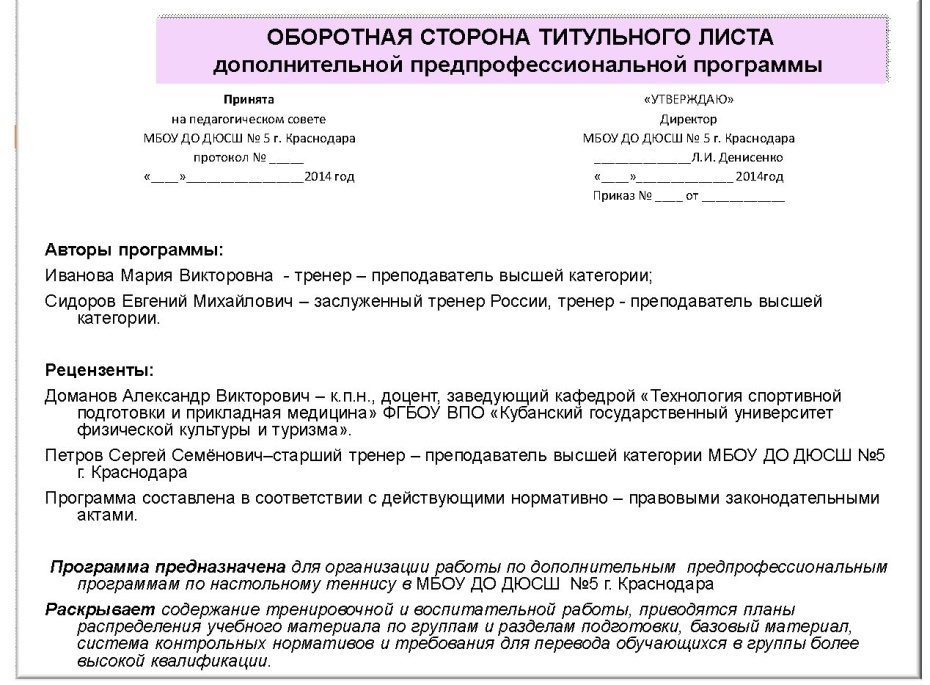 ОБОРОТНАЯ СТОРОНА ТИТУЛЬНОГО ЛИСТА
дополнительной предпрофессиональной программы
Принята
на педагогическом совете
МБОУ ДО ДЮСШ № 5 г. Краснодара
протокол № _____
«____»_________________2014 год
«УТВЕРЖДАЮ»
Директор
МБОУ ДО ДЮСШ № 5 г. Краснодара
______________Л.И. Денисенко
«____»______________ 2014год
Приказ № ____ от ____________
Авторы программы:
Иванова Мария Викторовна - тренер – преподаватель высшей категории;
Сидоров Евгений Михайлович – заслуженный тренер России, тренер - преподаватель высшей
категории.
Рецензенты:
Доманов Александр Викторович – к.п.н., доцент, заведующий кафедрой «Технология спортивной
подготовки и прикладная медицина» ФГБОУ ВПО «Кубанский государственный университет
физической культуры и туризма».
Петров Сергей Семёнович–старший тренер – преподаватель высшей категории МБОУ ДО ДЮСШ №5
г. Краснодара
Программа составлена в соответствии с действующими нормативно – правовыми законодательными
актами.
Программа предназначена для организации работы по дополнительным предпрофессиональным
программам по настольному теннису в МБОУ ДО ДЮСШ №5 г. Краснодара
Раскрывает содержание тренировочной и воспитательной работы, приводятся планы
распределения учебного материала по группам и разделам подготовки, базовый материал,
система контрольных нормативов и требования для перевода обучающихся в группы более
высокой квалификации.